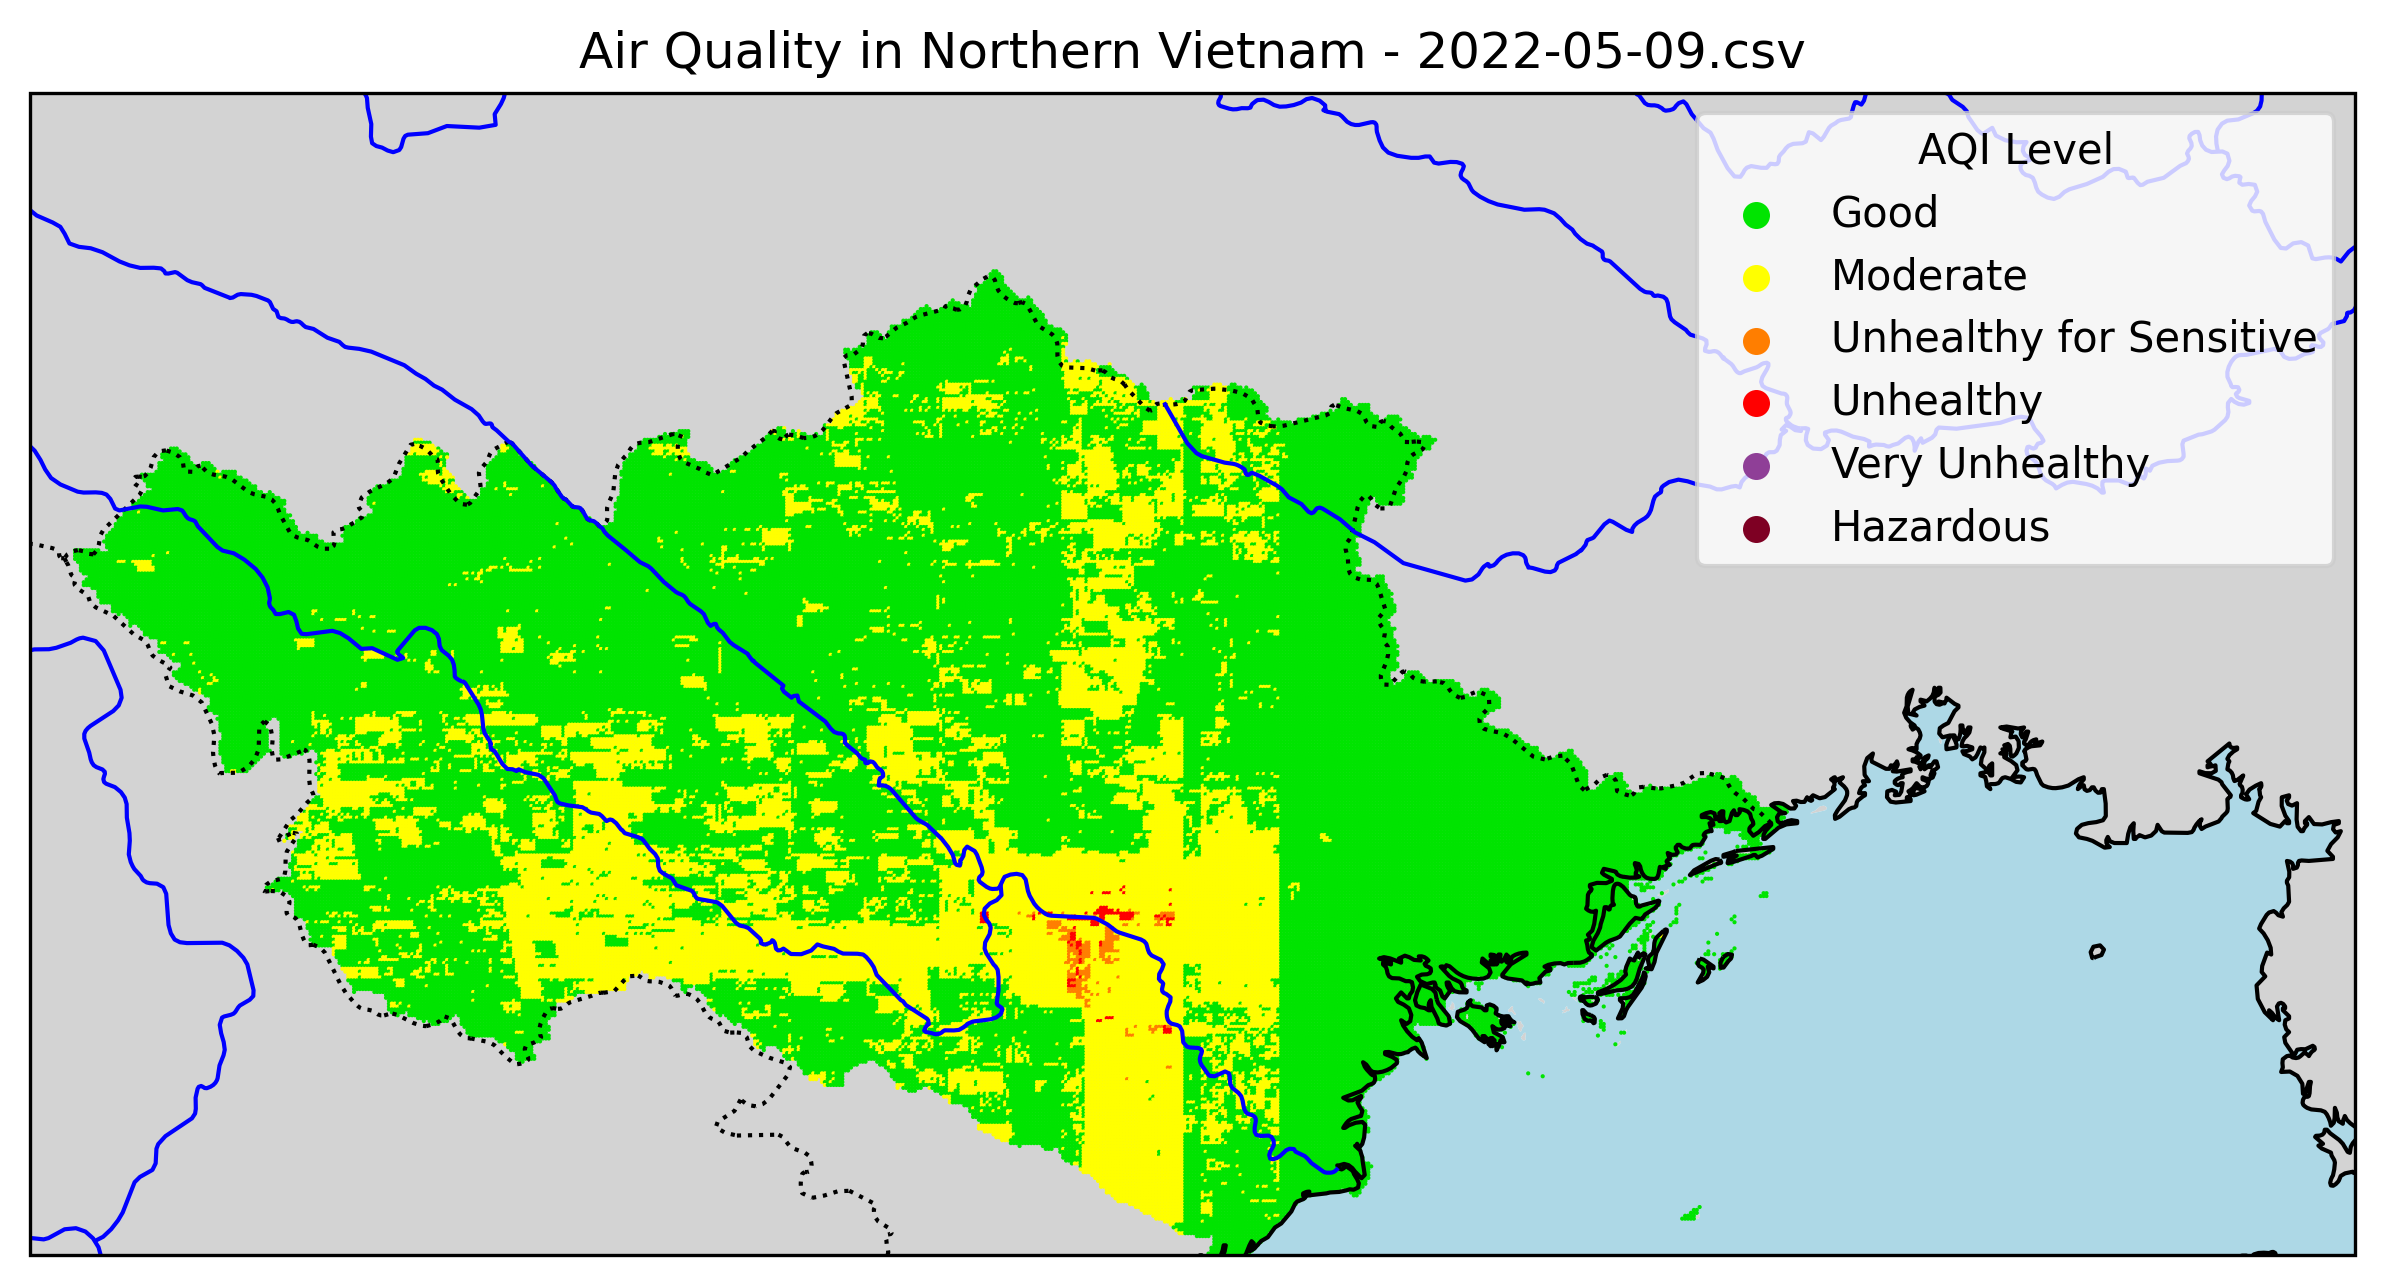 Air Quality in Northern Vietnam - 2022-05-09.csv
AQI Level
Good
Moderate
Unhealthy for Sensitive
Unhealthy
Very Unhealthy
Hazardous